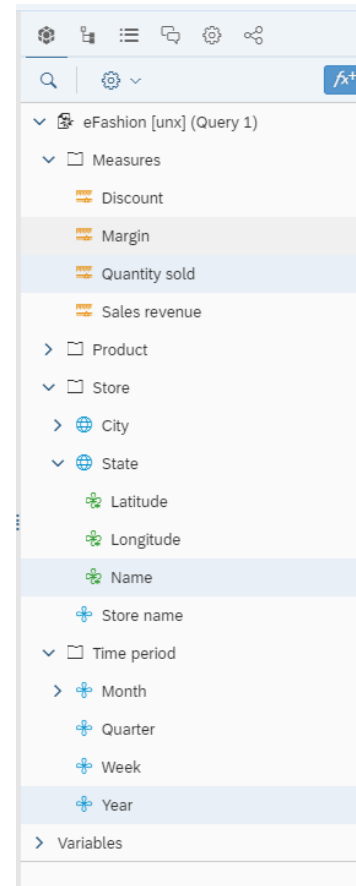 fx+
eFashion [unx] (Query 1)
Measures
Discount
Margin
Quantity sold
Sales revenue
Product
Store
City
State
Latitude
Longitude
Name
Store name
Time period
Month
Quarter
Week
Year
Variables